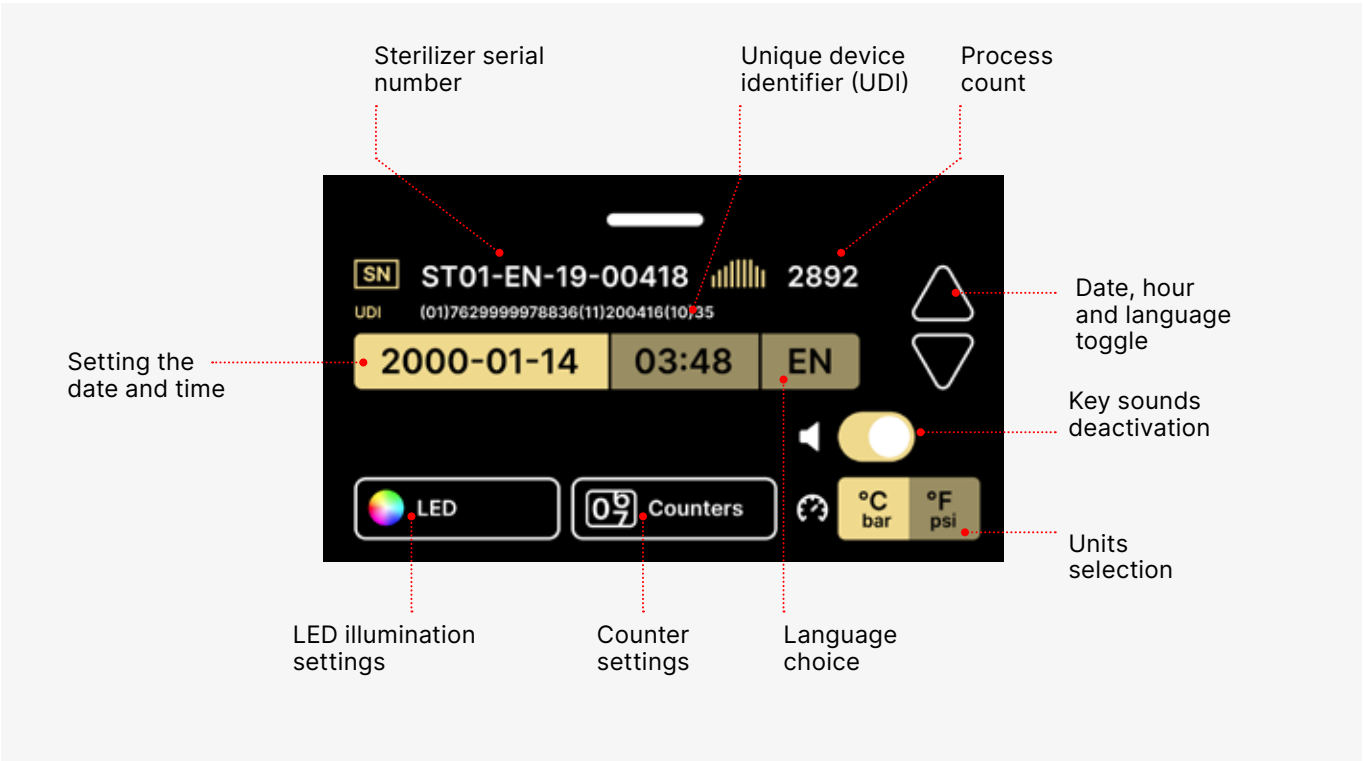 Sterilizer serial
number
Unique device
identifier (UDI)
Process
count
SN ST01-EN-19-00418 2892
UDI (01)7629999978836(11)200416(10)35
2000-01-14 03:48 EN
Date, hour
and language
toggle
Setting the
date and time
Key sounds
deactivation
LED
Counters
°C
bar
°F
psi
Units
selection
LED illumination
settings
Counter
settings
Language
choice